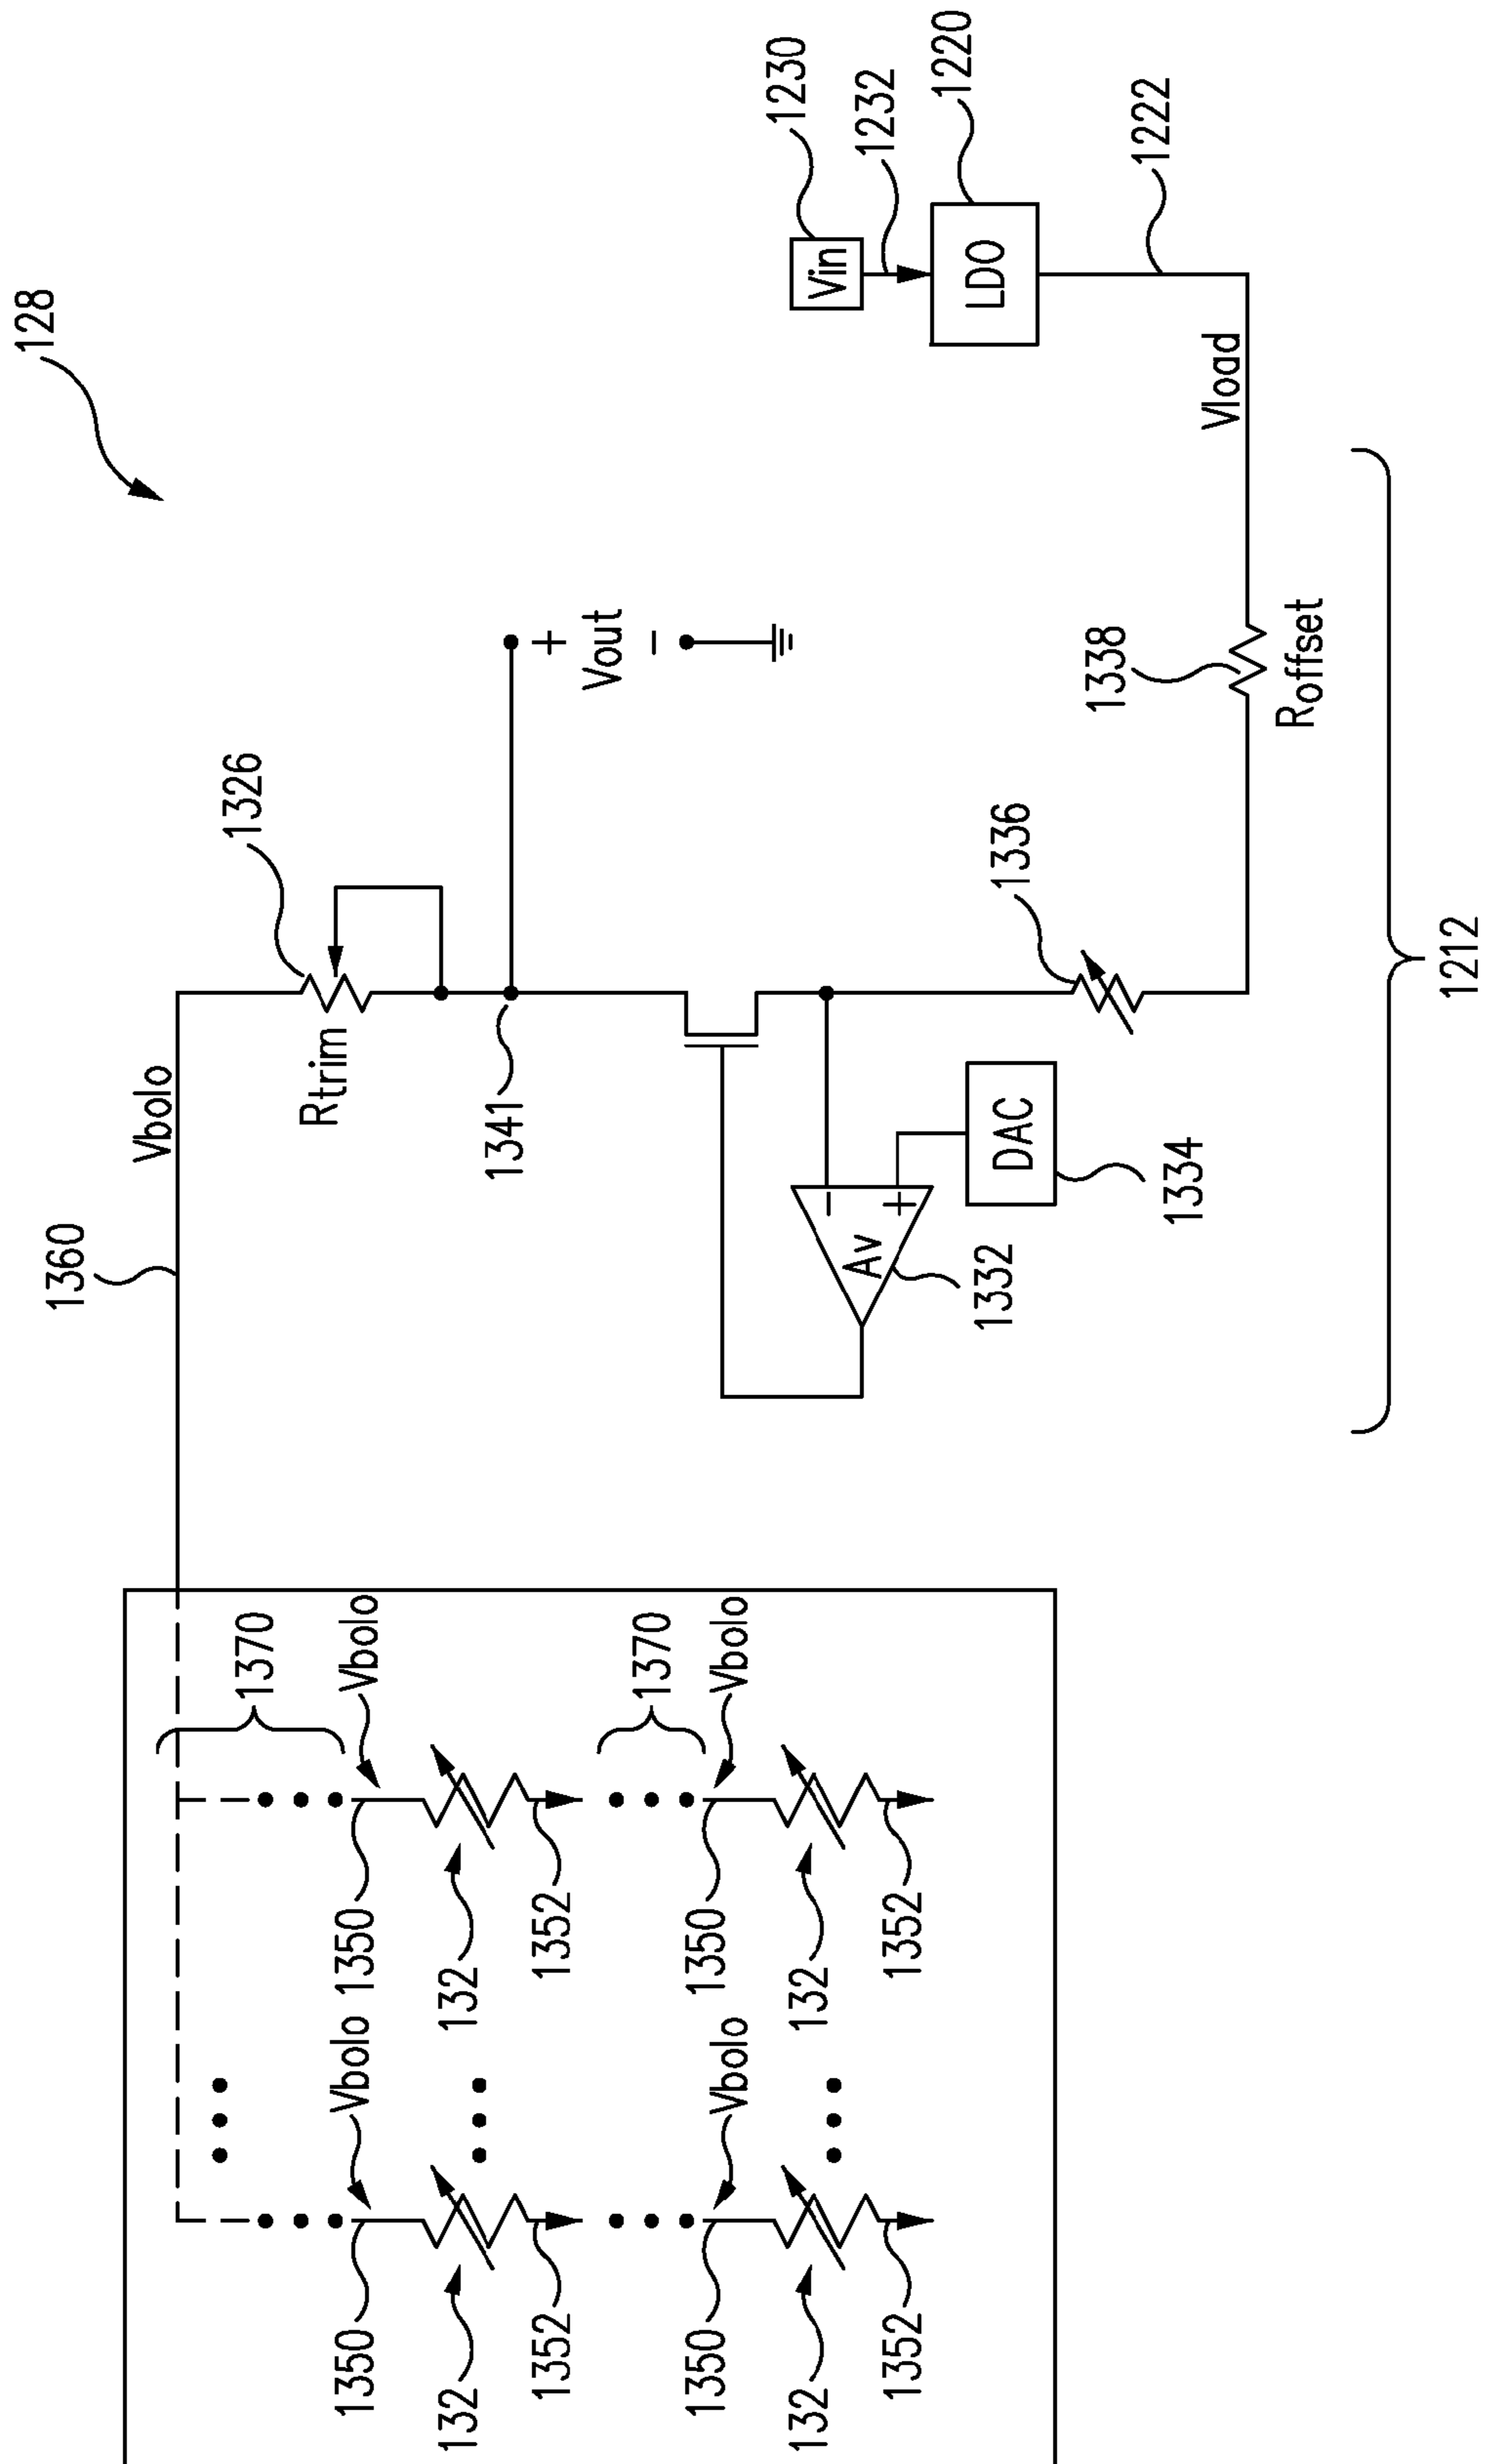 128
1360
Vbolo
1370
1326
Rtrim
1350
Vbolo
1350
Vbolo
132
132
1341
1352
1352
+
Vout
−
1370
1350
Vbolo
1350
Vbolo
1230
132
132
Vin
−
Av
1232
1352
1352
+
1220
LDO
1332
1336
DAC
1338
1222
1334
Vload
Roffset
1212